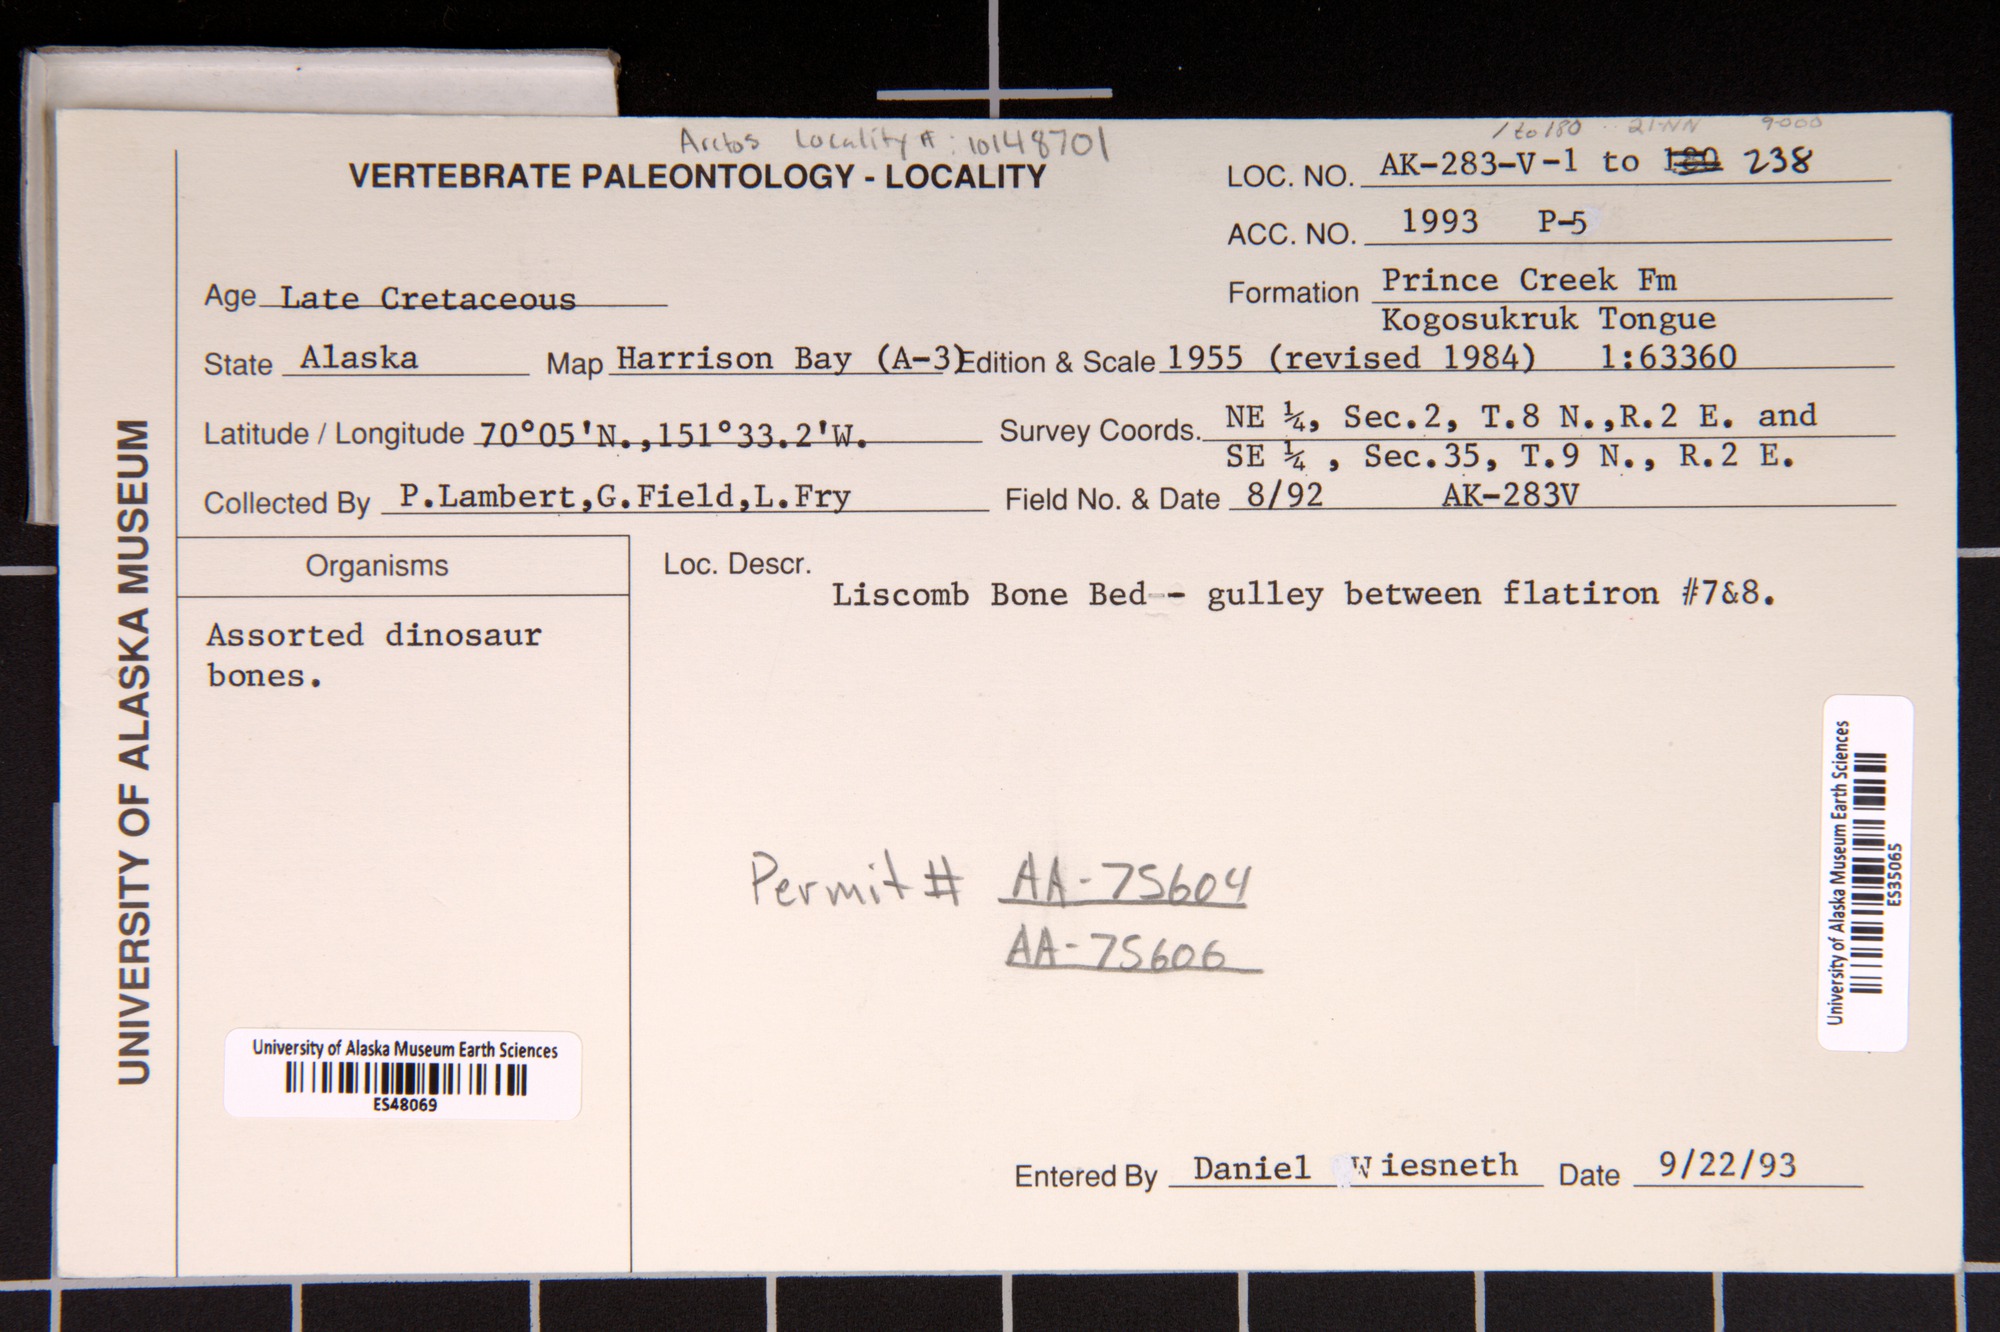 Arctos Locality #: 10148701
1 to 180
VERTEBRATE PALEONTOLOGY - LOCALITY
LOC. NO. AK-283-V-1 to 180 238
ACC. NO. 1993 P-5
Age Late Cretaceous
Formation Prince Creek Fm
Kogosukruk Tongue
State Alaska Map Harrison Bay (A-3) Edition & Scale 1955 (revised 1984) 1:63360
Latitude / Longitude 70°05'N.,151°33.2'W.
Survey Coords. NE ¼, Sec.2, T.8 N.,R.2 E. and
SE ¼ , Sec.35, T.9 N., R.2 E.
Collected By P.Lambert,G.Field,L.Fry
Field No. & Date 8/92 AK-283V
Organisms
Assorted dinosaur
bones.
Loc. Descr.
Liscomb Bone Bed-- gulley between flatiron #7&8.
Permit # AA-75604
AA-75606
Entered By Daniel Wiesneth Date 9/22/93
UNIVERSITY OF ALASKA MUSEUM
University of Alaska Museum Earth Sciences
ES48069
University of Alaska Museum Earth Sciences
ES35065